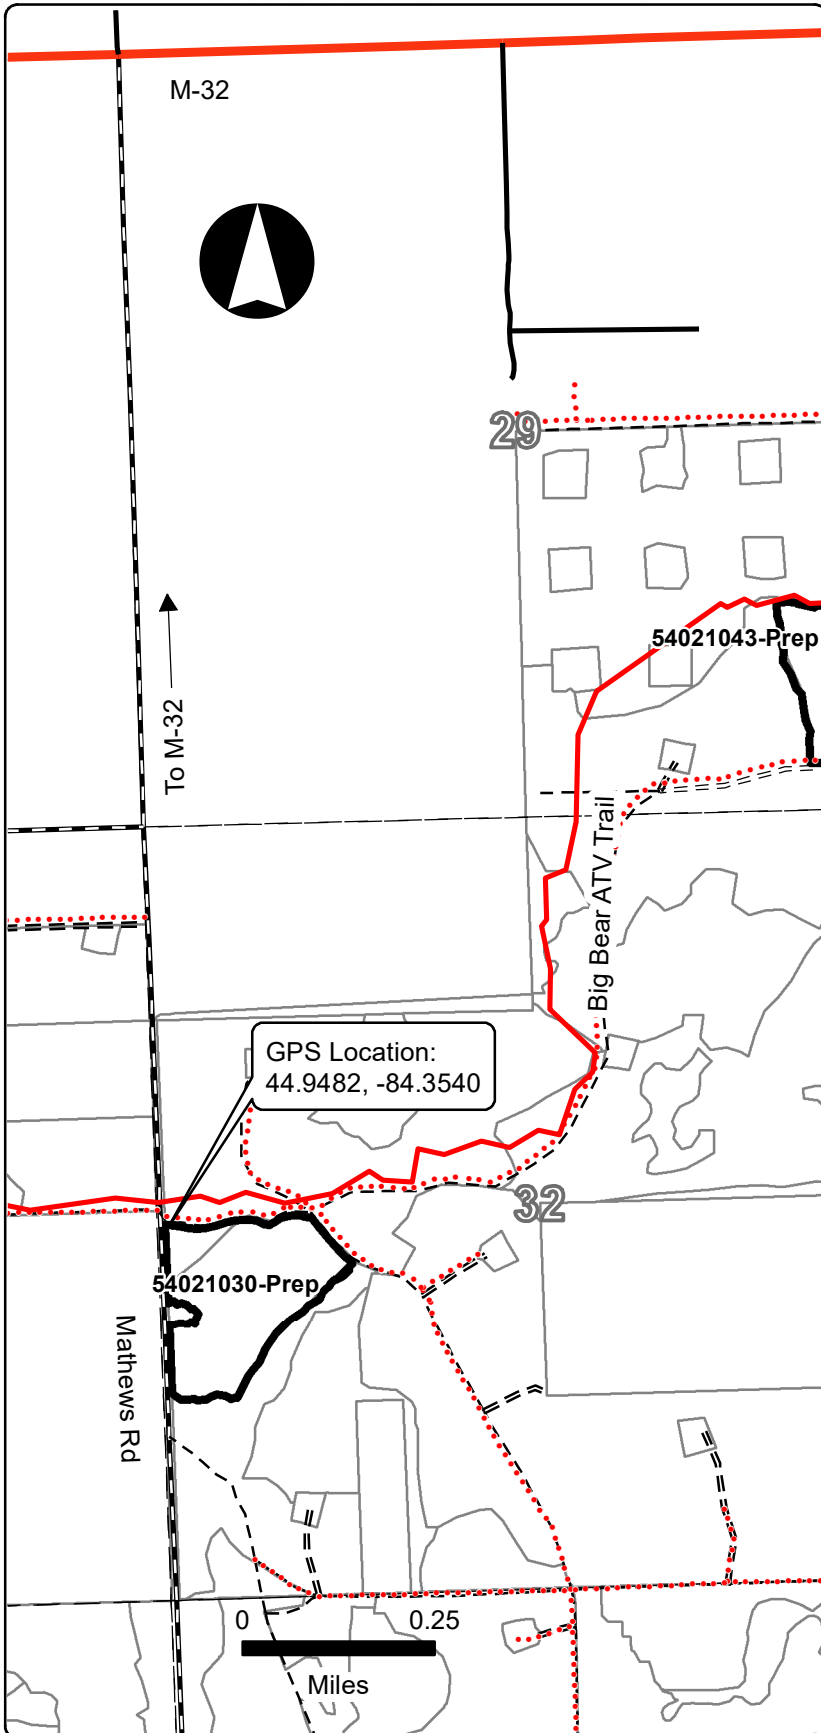 M-32
29
54021043-Prep
To M-32
Big Bear ATV Trail
GPS Location:
44.9482, -84.3540
32
54021030-Prep
Mathews Rd
0 0.25
Miles